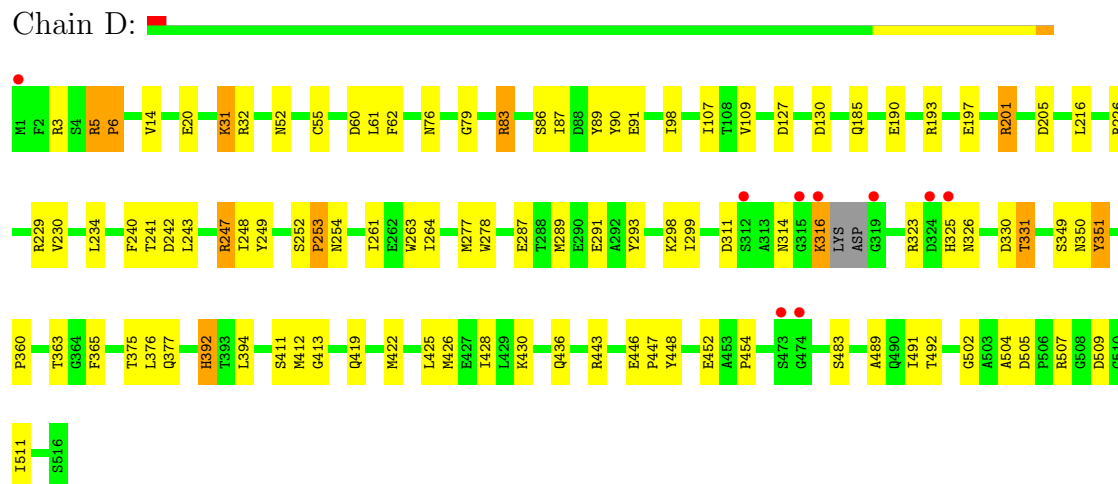 Chain D:
M1 F2 R3 S4 R5 P6 V14 E20 K31 R32 N52 C55 D60 L61 F62 N76 G79 R83 S86 I87 D88 Y89 Y90 E91 I98 I107 T108 V109 D127 D130 Q185 E190 R193 E197 R201 D205 L216
R229 V230 L234 F240 T241 D242 L243 R247 I248 Y249 S252 P253 N254 I261 E262 W263 I264 M277 W278 E287 T288 M289 E290 E291 A292 Y293 K298 I299 D311 S312 A313 N314 G315 K316 LYS ASP G319 R323 D324 H325 N326 D330 T331 S349 N350 Y351
P360 T363 G364 F365 T375 L376 Q377 H392 T393 L394 S411 M412 G413 Q419 M422 L425 M426 E427 I428 L429 K430 Q436 R443 E446 P447 Y448 E452 A453 P454 S473 G474 S483 A489 Q490 I491 T492 G502 A503 A504 D505 P506 R507 G508 D509
I511 S516